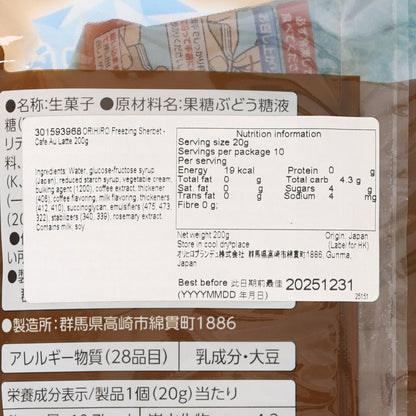 お召し上がり
●名称:生菓子 ●原材料名:果糖ぶどう糖液
301593968 ORIHIRO Freezing Sherbet -
Cafe Au Latte 200g
Ingredients: Water, glucose-fructose syrup
(Japan), reduced starch syrup, vegetable cream,
bulking agent (1200), coffee extract, thickener
(406), coffee flavoring, milk flavoring, thickeners
(412, 410), succinoglycan, emulsifiers (475, 473,
322), stabilizers (340, 339), rosemary extract.
Contains milk, soy.
Nutrition information
Serving size 20g
Servings per package 10
Per serving
Energy 19 kcal Protein 0 g
Total fat 0 g Total carb 4.3 g
Sat. fat 0 g Sugars 4 g
Trans fat 0 g Sodium 4 mg
Fibre 0 g
Net weight 200g Origin: Japan
Store in cool dry place (Label for HK)
オリヒロプランデュ株式会社 群馬県高崎市綿貫町1886, Gunma,
Japan
Best before 此日期前最佳 20251231
(YYYYMMDD 年月日)
25151
●製造所:群馬県高崎市綿貫町1886
アレルギー物質(28品目) 乳成分・大豆
栄養成分表示/製品1個(20g)当たり